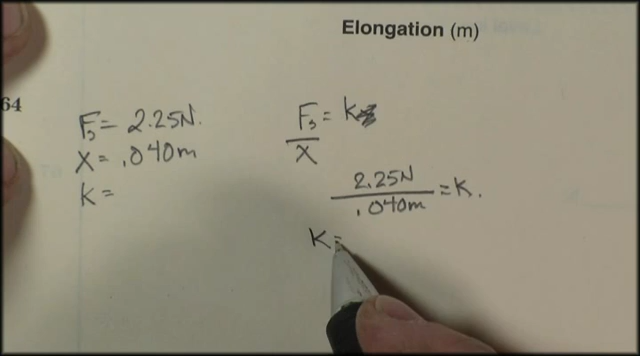 Elongation (m)
64
Fs = 2.25N.
X = .040m
K =
Fs = K
X
2.25N
.040m
= K.
K =